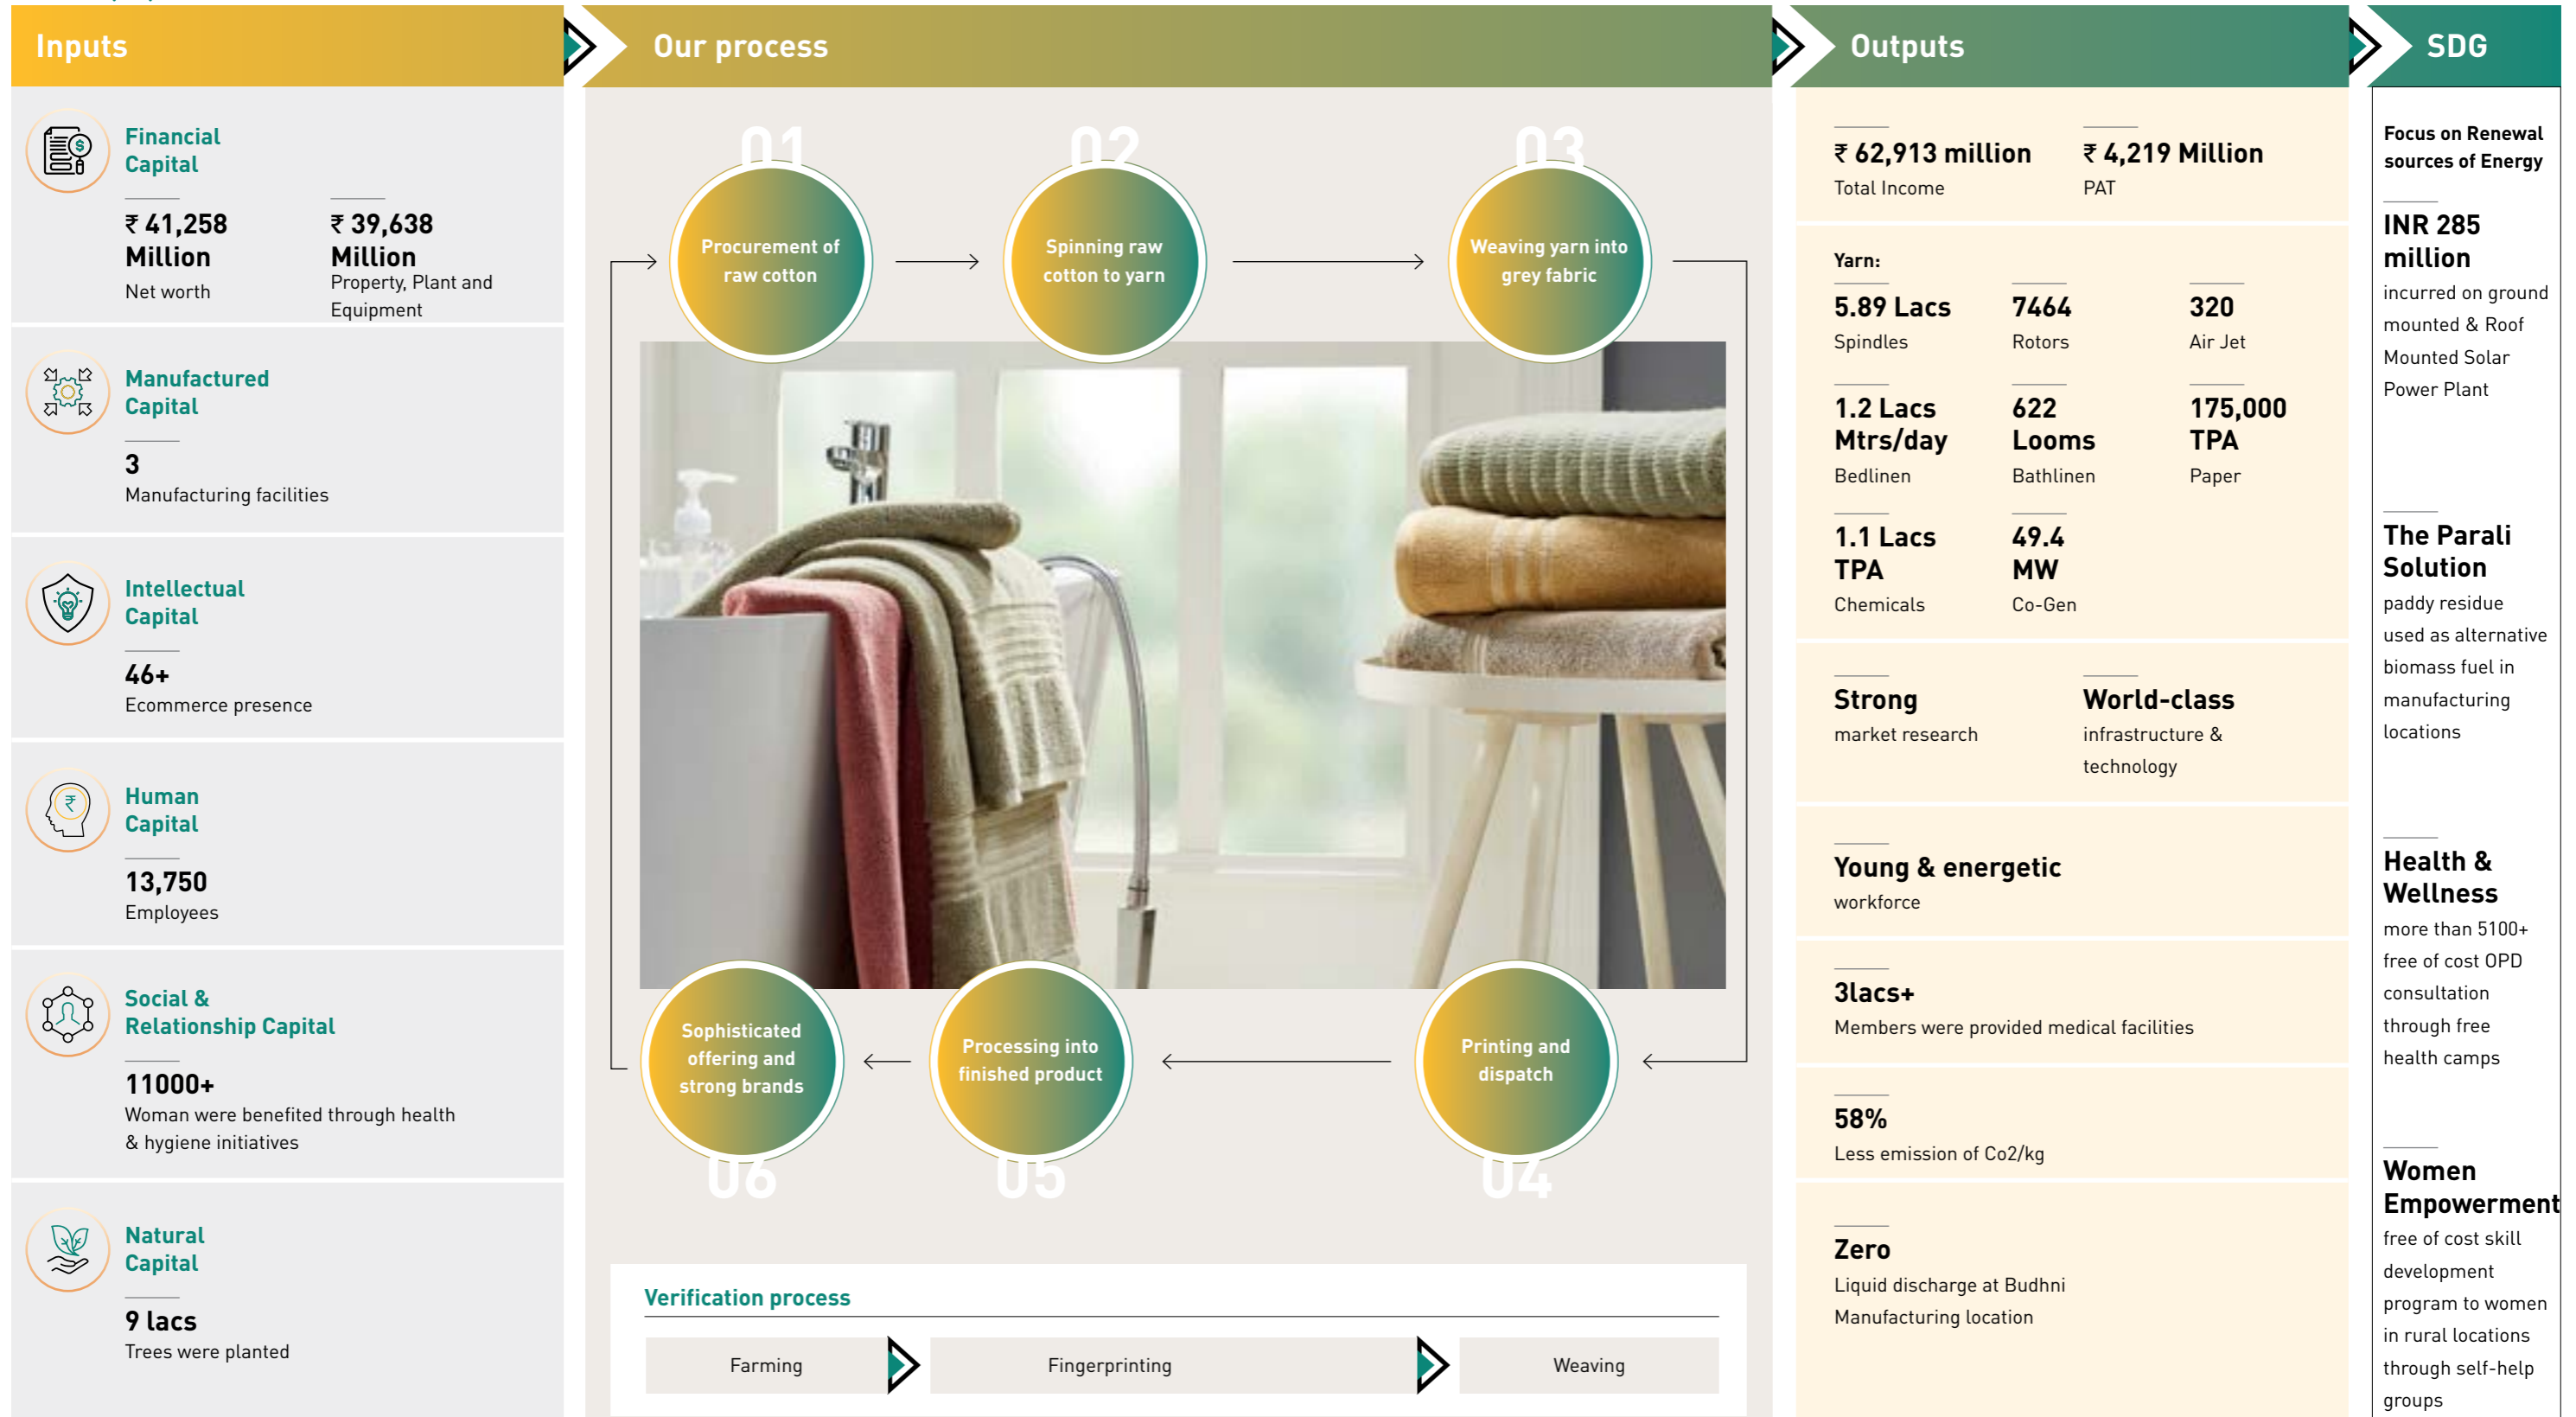 Inputs
Financial
Capital
₹ 41,258
Million
Net worth
₹ 39,638
Million
Property, Plant and
Equipment
Manufactured
Capital
3
Manufacturing facilities
Intellectual
Capital
46+
Ecommerce presence
Human
Capital
₹
13,750
Employees
Social &
Relationship Capital
11000+
Woman were benefited through health
& hygiene initiatives
Natural
Capital
9 lacs
Trees were planted
Our process
01
Procurement of
raw cotton
02
Spinning raw
cotton to yarn
03
Weaving yarn into
grey fabric
Printing and
dispatch
04
Processing into
finished product
05
Sophisticated
offering and
strong brands
06
Verification process
Farming
Fingerprinting
Weaving
Outputs
₹ 62,913 million
Total Income
₹ 4,219 Million
PAT
Yarn:
5.89 Lacs
Spindles
7464
Rotors
320
Air Jet
1.2 Lacs
Mtrs/day
Bedlinen
622
Looms
Bathlinen
175,000
TPA
Paper
1.1 Lacs
TPA
Chemicals
49.4
MW
Co-Gen
Strong
market research
World-class
infrastructure &
technology
Young & energetic
workforce
3lacs+
Members were provided medical facilities
58%
Less emission of Co2/kg
Zero
Liquid discharge at Budhni
Manufacturing location
SDG
Focus on Renewal
sources of Energy
INR 285
million
incurred on ground
mounted & Roof
Mounted Solar
Power Plant
The Parali
Solution
paddy residue
used as alternative
biomass fuel in
manufacturing
locations
Health &
Wellness
more than 5100+
free of cost OPD
consultation
through free
health camps
Women
Empowerment
free of cost skill
development
program to women
in rural locations
through self-help
groups